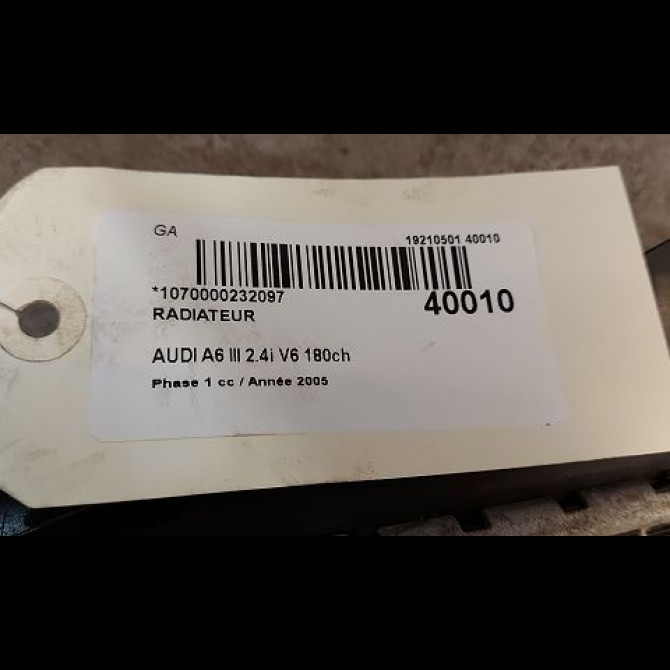 GA
19210501 40010
*1070000232097
40010
RADIATEUR
AUDI A6 III 2.4i V6 180ch
Phase 1 cc / Année 2005